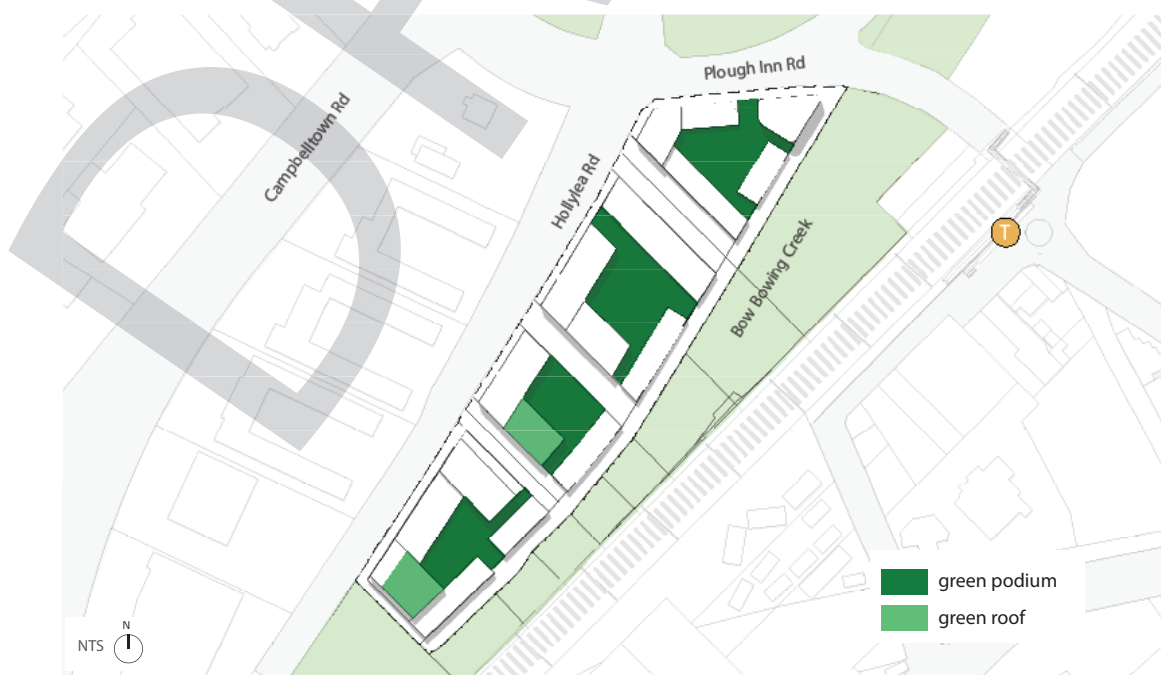 Plough Inn Rd
Campbelltown Rd
Hollylea Rd
Bow Bowing Creek
T
green podium
green roof
N
NTS